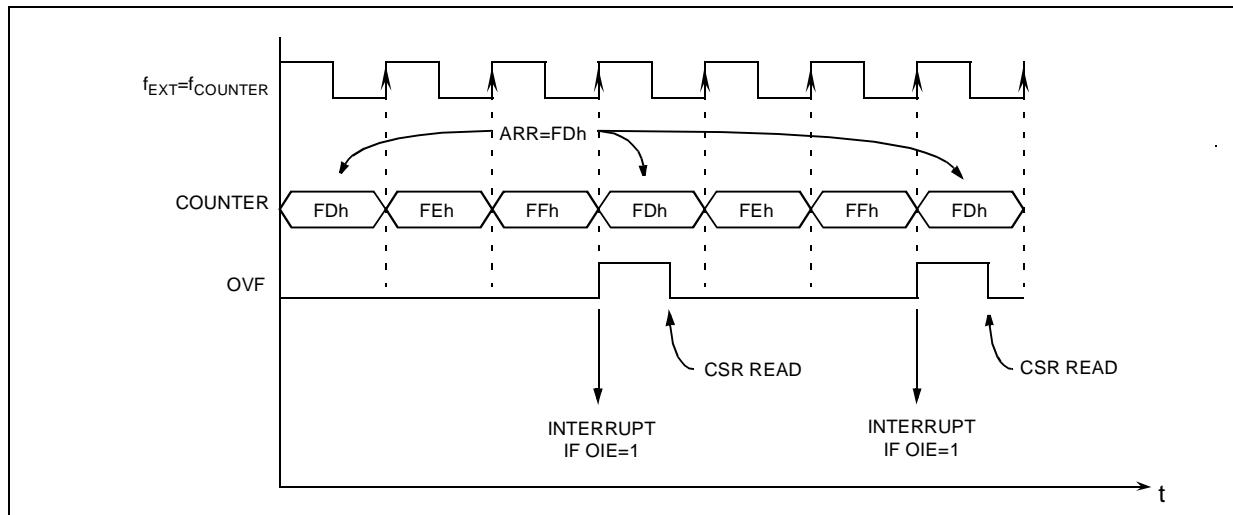 fEXT=fCOUNTER
ARR=FDh
COUNTER
FDh
FEh
FFh
FDh
FEh
FFh
FDh
OVF
CSR READ
CSR READ
INTERRUPT
IF OIE=1
INTERRUPT
IF OIE=1
t